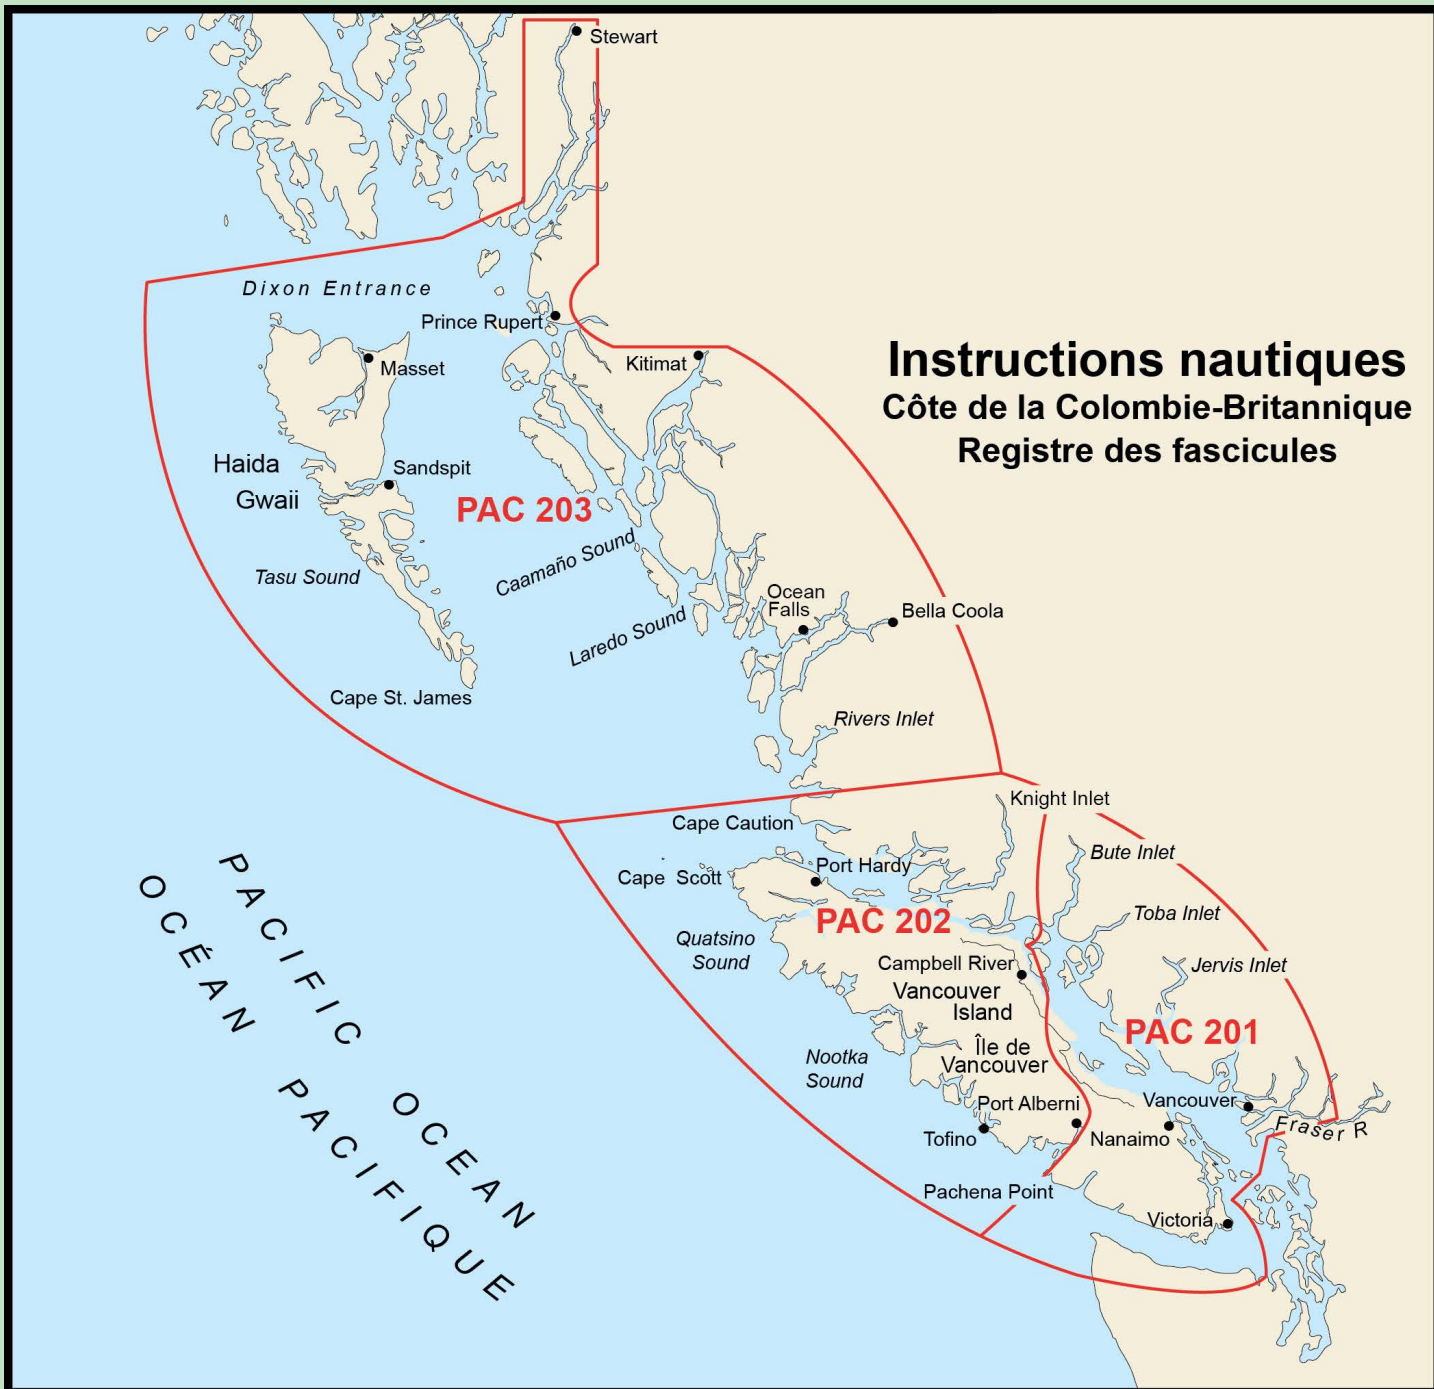 Stewart
Dixon Entrance
Prince Rupert
Masset
Kitimat
Instructions nautiques
Côte de la Colombie-Britannique
Registre des fascicules
Haida
Gwaii
Sandspit
PAC 203
Tasu Sound
Caamaño Sound
Laredo Sound
Ocean
Falls
Bella Coola
Cape St. James
Rivers Inlet
Knight Inlet
Cape Caution
Bute Inlet
Port Hardy
Cape Scott
Toba Inlet
PAC 202
Quatsino
Sound
Campbell River
Jervis Inlet
Vancouver
Island
PAC 201
Île de
Vancouver
Nootka
Sound
Port Alberni
Vancouver
Fraser R
Tofino
Nanaimo
Pachena Point
Victoria
PACIFIC OCEAN
OCÉAN PACIFIQUE